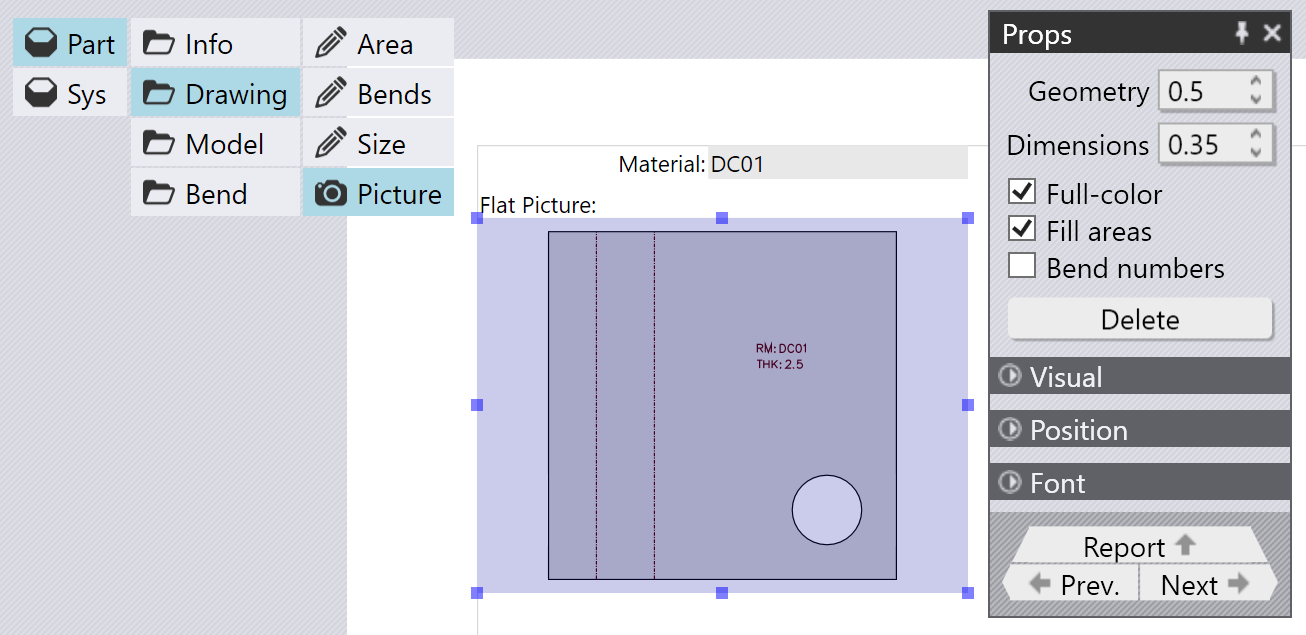 Part
Info
Area
Sys
Drawing
Bends
Model
Size
Bend
Picture
Material: DC01
Flat Picture:
RM: DC01
THK: 2.5
Props
Geometry 0.5
Dimensions 0.35
Full-color
Fill areas
Bend numbers
Delete
Visual
Position
Font
Report
Prev.
Next